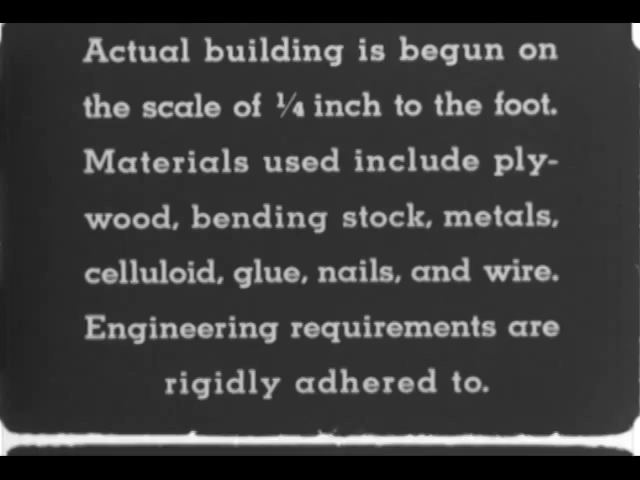 Actual building is begun on
the scale of ¼ inch to the foot.
Materials used include ply-
wood, bending stock, metals,
celluloid, glue, nails, and wire.
Engineering requirements are
rigidly adhered to.